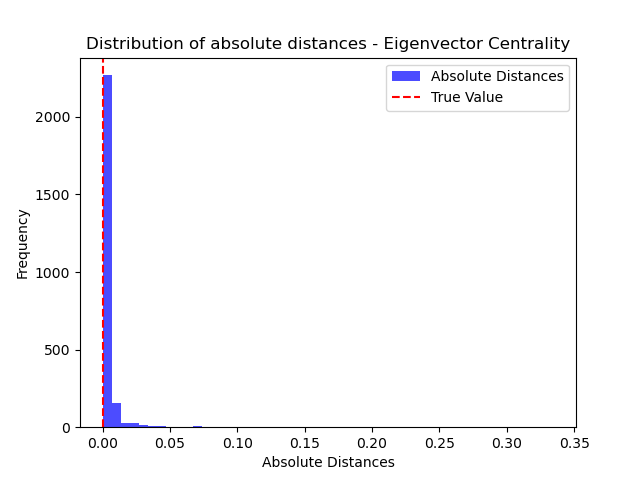 Distribution of absolute distances - Eigenvector Centrality
Absolute Distances
True Value
Frequency
2000
1500
1000
500
0
0.00 0.05 0.10 0.15 0.20 0.25 0.30 0.35
Absolute Distances